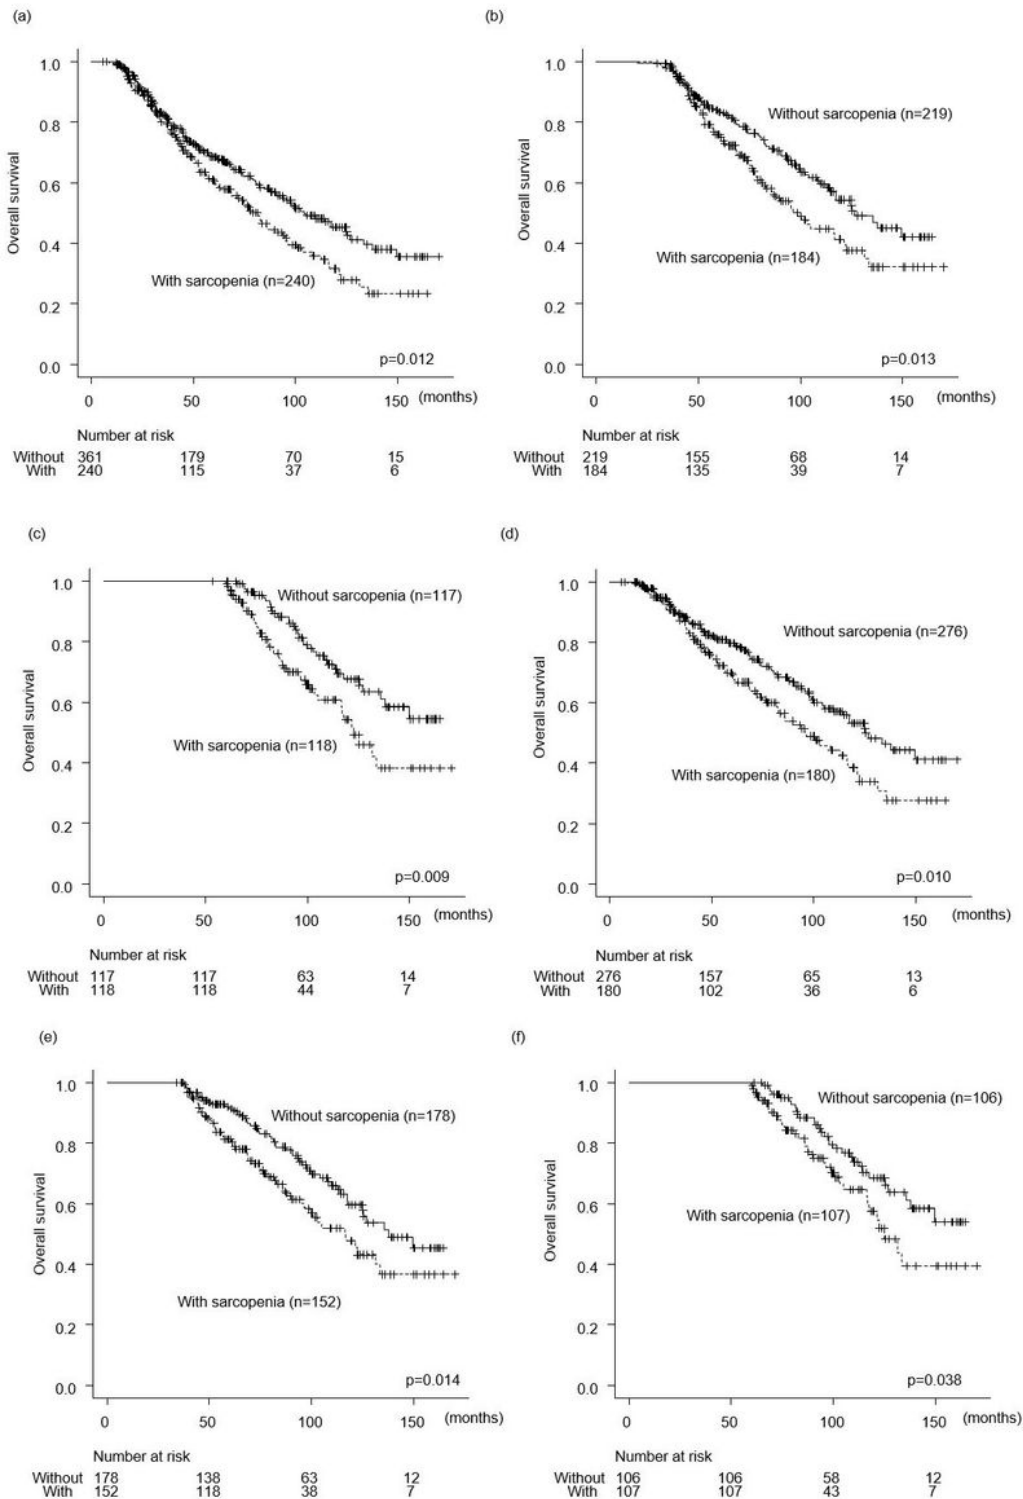 (a)
1.0
0.8
0.6
0.4
0.2
0.0
Overall survival
With sarcopenia (n=240)
p=0.012
0 50 100 150 (months)
Number at risk
Without 361 179 70 15
With 240 115 37 6
(b)
1.0
0.8
0.6
0.4
0.2
0.0
Overall survival
Without sarcopenia (n=219)
With sarcopenia (n=184)
p=0.013
0 50 100 150 (months)
Number at risk
Without 219 155 68 14
With 184 135 39 7
(c)
1.0
0.8
0.6
0.4
0.2
0.0
Overall survival
Without sarcopenia (n=117)
With sarcopenia (n=118)
p=0.009
0 50 100 150 (months)
Number at risk
Without 117 117 63 14
With 118 118 44 7
(d)
1.0
0.8
0.6
0.4
0.2
0.0
Overall survival
Without sarcopenia (n=276)
With sarcopenia (n=180)
p=0.010
0 50 100 150 (months)
Number at risk
Without 276 157 65 13
With 180 102 36 6
(e)
1.0
0.8
0.6
0.4
0.2
0.0
Overall survival
Without sarcopenia (n=178)
With sarcopenia (n=152)
p=0.014
0 50 100 150 (months)
Number at risk
Without 178 138 63 12
With 152 118 38 7
(f)
1.0
0.8
0.6
0.4
0.2
0.0
Overall survival
Without sarcopenia (n=106)
With sarcopenia (n=107)
p=0.038
0 50 100 150 (months)
Number at risk
Without 106 106 58 12
With 107 107 43 7